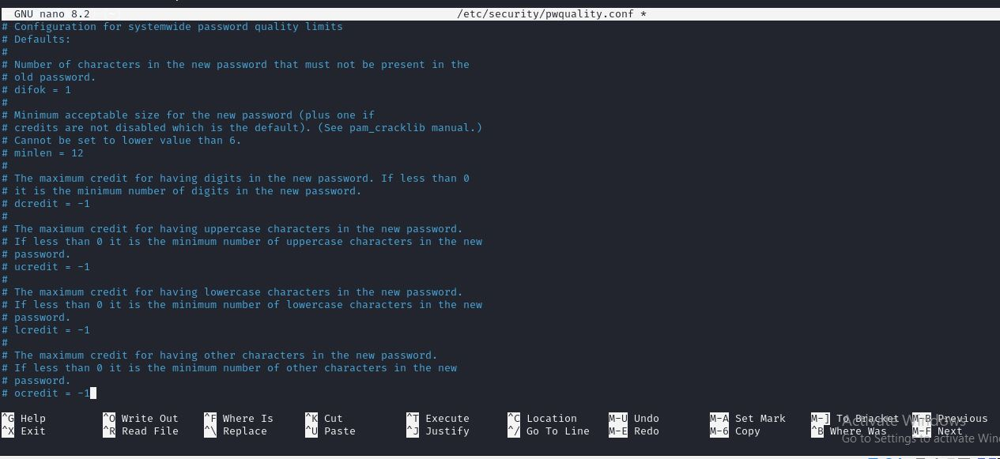 GNU nano 8.2 /etc/security/pwquality.conf *
# Configuration for systemwide password quality limits
# Defaults:
#
# Number of characters in the new password that must not be present in the
# old password.
# difok = 1
#
# Minimum acceptable size for the new password (plus one if
# credits are not disabled which is the default). (See pam_cracklib manual.)
# Cannot be set to lower value than 6.
# minlen = 12
#
# The maximum credit for having digits in the new password. If less than 0
# it is the minimum number of digits in the new password.
# dcredit = -1
#
# The maximum credit for having uppercase characters in the new password.
# If less than 0 it is the minimum number of uppercase characters in the new
# password.
# ucredit = -1
#
# The maximum credit for having lowercase characters in the new password.
# If less than 0 it is the minimum number of lowercase characters in the new
# password.
# lcredit = -1
#
# The maximum credit for having other characters in the new password.
# If less than 0 it is the minimum number of other characters in the new
# password.
# ocredit = -1
^G Help ^O Write Out ^F Where Is ^K Cut ^T Execute ^C Location M-U Undo M-A Set Mark M-] To Bracket M-B Previous
^X Exit ^R Read File ^\ Replace ^U Paste ^J Justify ^/ Go To Line M-E Redo M-6 Copy ^B Where Was M-F Next
Activate Windows
Go to Settings to activate Win